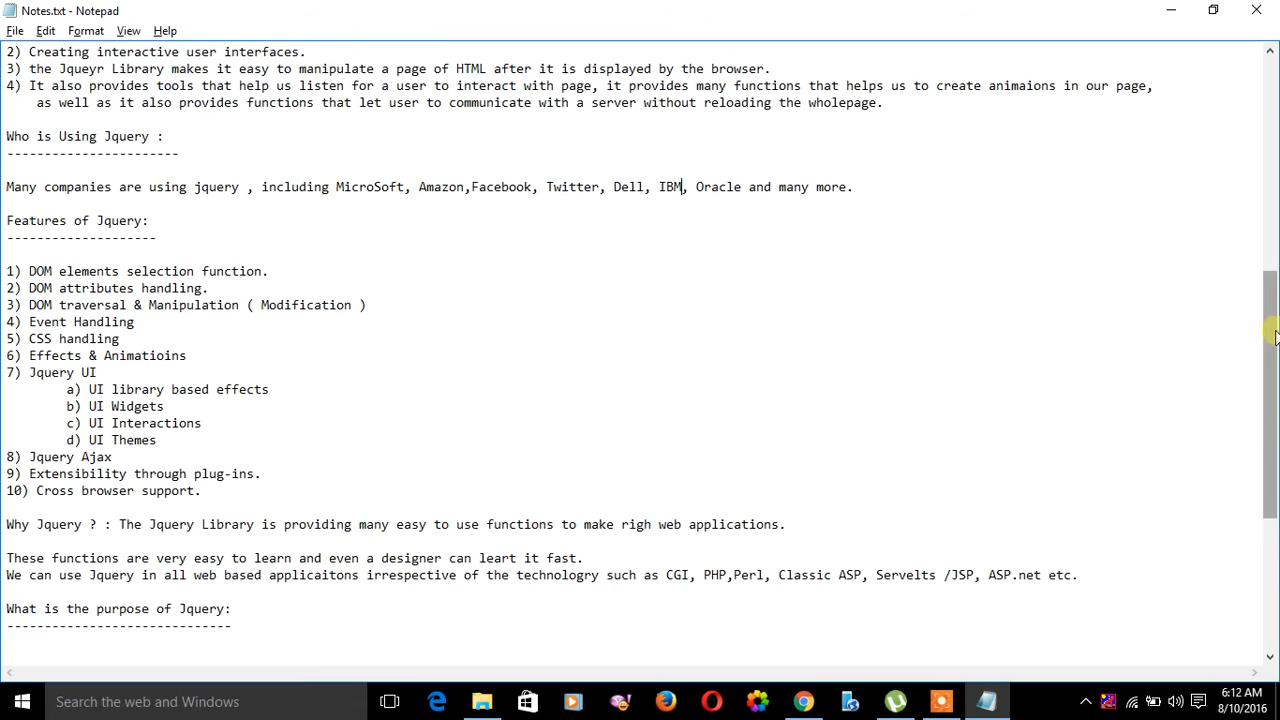 Notes.txt - Notepad
File Edit Format View Help
2) Creating interactive user interfaces.
3) the Jqueyr Library makes it easy to manipulate a page of HTML after it is displayed by the browser.
4) It also provides tools that help us listen for a user to interact with page, it provides many functions that helps us to create animaions in our page,
as well as it also provides functions that let user to communicate with a server without reloading the wholepage.
Who is Using Jquery :
-----------------------
Many companies are using jquery , including MicroSoft, Amazon,Facebook, Twitter, Dell, IBM, Oracle and many more.
Features of Jquery:
--------------------
1) DOM elements selection function.
2) DOM attributes handling.
3) DOM traversal & Manipulation ( Modification )
4) Event Handling
5) CSS handling
6) Effects & Animatioins
7) Jquery UI
a) UI library based effects
b) UI Widgets
c) UI Interactions
d) UI Themes
8) Jquery Ajax
9) Extensibility through plug-ins.
10) Cross browser support.
Why Jquery ? : The Jquery Library is providing many easy to use functions to make righ web applications.
These functions are very easy to learn and even a designer can leart it fast.
We can use Jquery in all web based applicaitons irrespective of the technologry such as CGI, PHP,Perl, Classic ASP, Servelts /JSP, ASP.net etc.
What is the purpose of Jquery:
------------------------------
Search the web and Windows
6:12 AM
8/10/2016